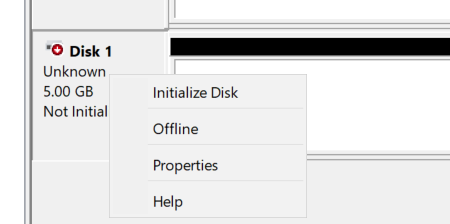 Disk 1
Unknown
5.00 GB
Not Initial
Initialize Disk
Offline
Properties
Help